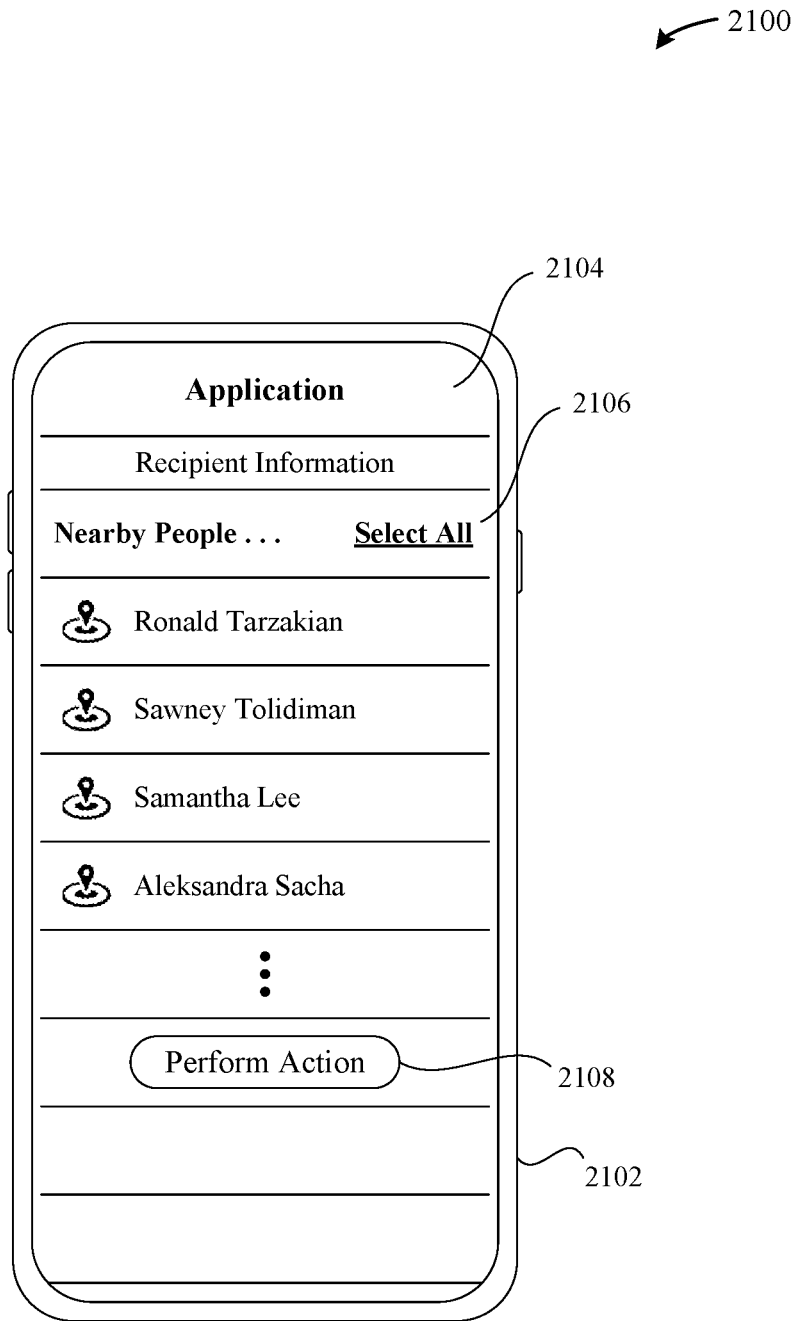 2100
2104
Application
2106
Recipient Information
Nearby People . . . Select All
Ronald Tarzakian
Sawney Tolidiman
Samantha Lee
Aleksandra Sacha
Perform Action
2108
2102